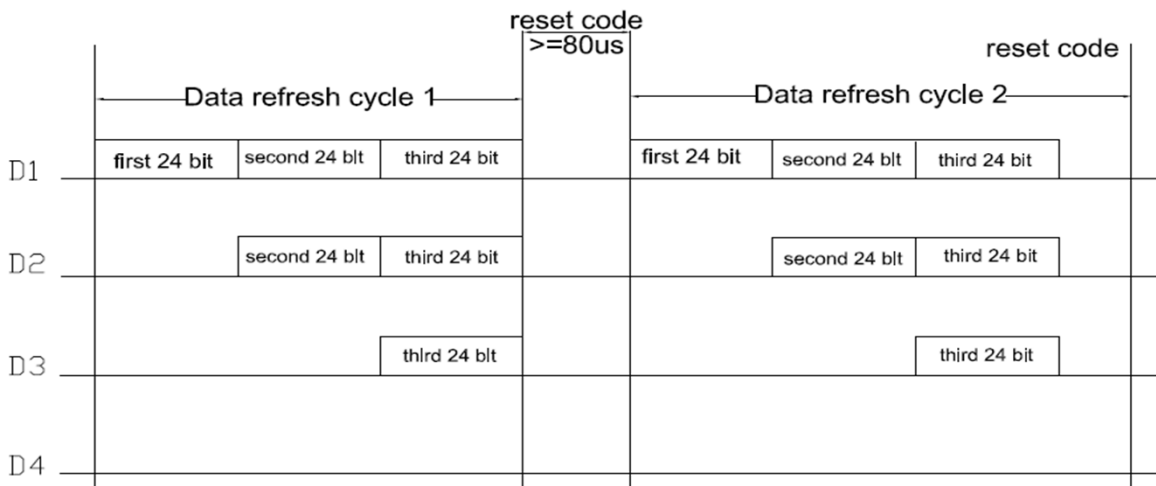 reset code
>=80us
reset code
Data refresh cycle 1
Data refresh cycle 2
D1 first 24 bit second 24 blt third 24 bit first 24 bit second 24 blt third 24 bit
D2 second 24 blt third 24 bit second 24 blt third 24 bit
D3 thlrd 24 blt third 24 bit
D4